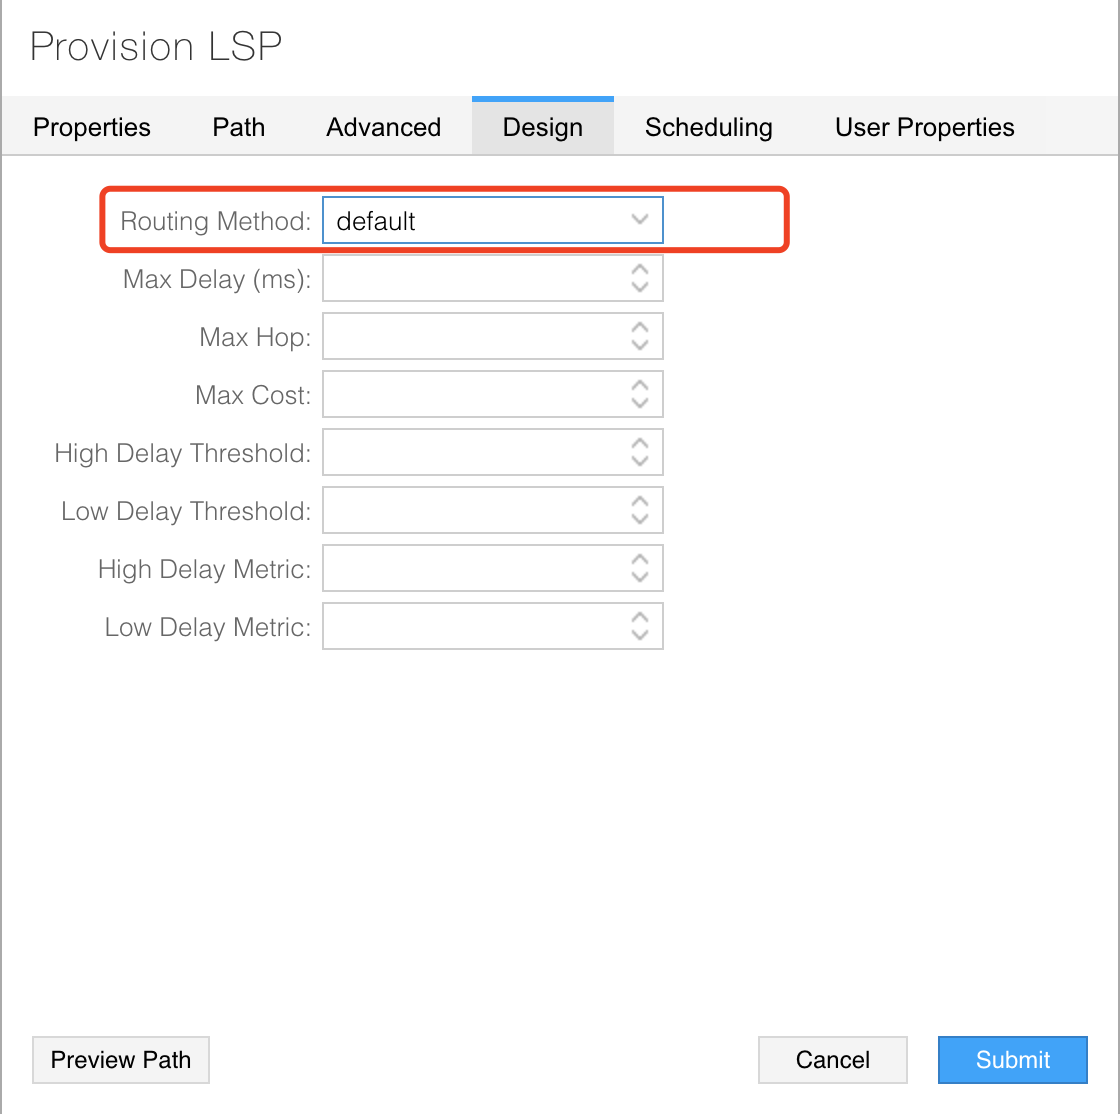 Provision LSP
Properties Path Advanced Design Scheduling User Properties
Routing Method: default
Max Delay (ms):
Max Hop:
Max Cost:
High Delay Threshold:
Low Delay Threshold:
High Delay Metric:
Low Delay Metric:
Preview Path Cancel Submit